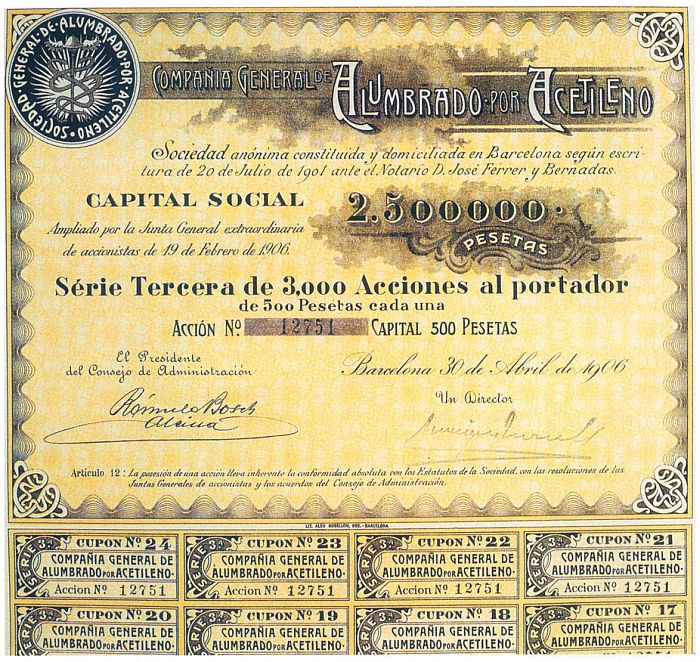 SOCIEDAD GENERAL DE ALUMBRADO POR ACETILENO
COMPAÑIA GENERAL DE ALUMBRADO POR ACETILENO
Sociedad anónima constituida y domiciliada en Barcelona según escri-
tura de 20 de Julio de 1901 ante el Notario D. José Ferrer y Bernadas.
CAPITAL SOCIAL 2.500000.
Ampliado por la Junta General extraordinaria
de accionistas de 19 de Febrero de 1906.
PESETAS
Série Tercera de 3,000 Acciones al portador
de 500 Pesetas cada una
ACCIÓN Nº 12751 CAPITAL 500 PESETAS
El Presidente
del Consejo de Administración
Barcelona 30 de Abril de 1906
Un Director
Rómulo Bosch
Alsina
Artículo 12: La posesión de una acción lleva inherente la conformidad absoluta con los Estatutos de la Sociedad, con las resoluciones de las
Juntas Generales de accionistas y los acuerdos del Consejo de Administración.
SERIE 3ª CUPON Nº 24
COMPAÑÍA GENERAL DE
ALUMBRADO POR ACETILENO
Accion Nº 12751
SERIE 3ª CUPON Nº 23
COMPAÑÍA GENERAL DE
ALUMBRADO POR ACETILENO
Accion Nº 12751
SERIE 3ª CUPON Nº 22
COMPAÑÍA GENERAL DE
ALUMBRADO POR ACETILENO
Accion Nº 12751
SERIE 3ª CUPON Nº 21
COMPAÑÍA GENERAL DE
ALUMBRADO POR ACETILENO
Accion Nº 12751
SERIE 3ª CUPON Nº 20
COMPAÑÍA GENERAL DE
ALUMBRADO POR ACETILENO
SERIE 3ª CUPON Nº 19
COMPAÑÍA GENERAL DE
ALUMBRADO POR ACETILENO
SERIE 3ª CUPON Nº 18
COMPAÑÍA GENERAL DE
ALUMBRADO POR ACETILENO
SERIE 3ª CUPON Nº 17
COMPAÑÍA GENERAL DE
ALUMBRADO POR ACETILENO